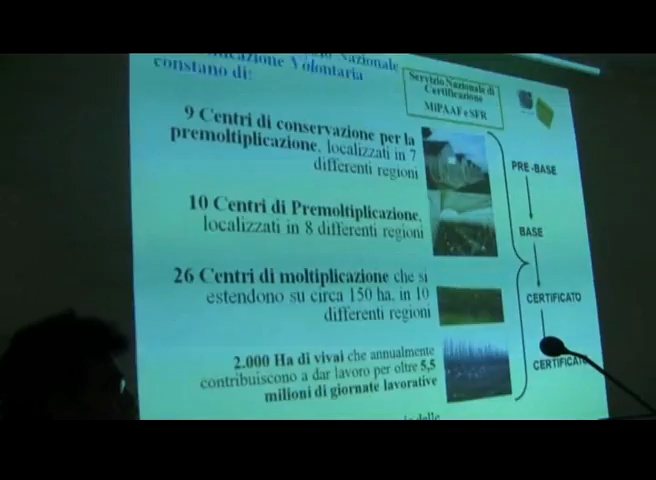 Nazionale
Volontaria
constano di:
Servizio Nazionale di
Certificazione
MIPAAF e SFR
9 Centri di conservazione per la
premoltiplicazione, localizzati in 7
differenti regioni
PRE-BASE
10 Centri di Premoltiplicazione,
localizzati in 8 differenti regioni
BASE
26 Centri di moltiplicazione che si
estendono su circa 150 ha. in 10
differenti regioni
CERTIFICATO
2.000 Ha di vivai che annualmente
contribuiscono a dar lavoro per oltre 5,5
milioni di giornate lavorative
CERTIFICATO
delle